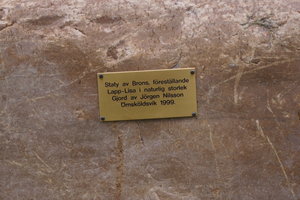 Staty av Brons, föreställande
Lapp-Lisa i naturlig storlek
Gjord av Jörgen Nilsson
Örnsköldsvik 1999.